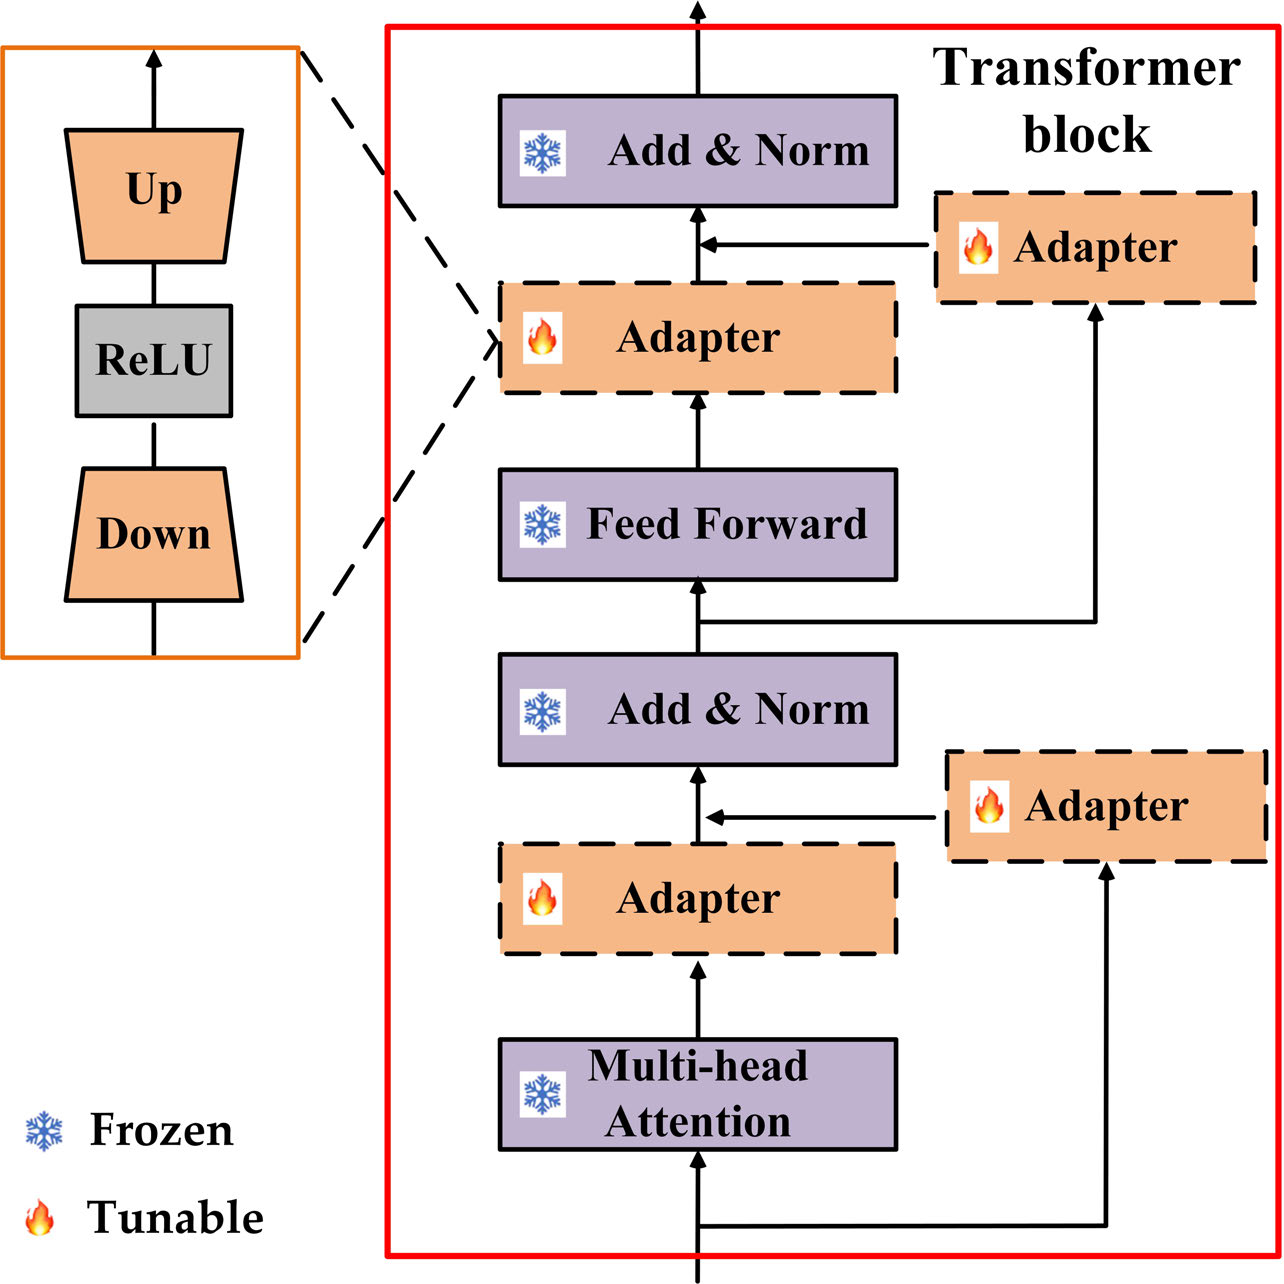 Transformer
block
Add & Norm
Adapter
Adapter
Feed Forward
Add & Norm
Adapter
Adapter
Multi-head
Attention
Up
ReLU
Down
Frozen
Tunable